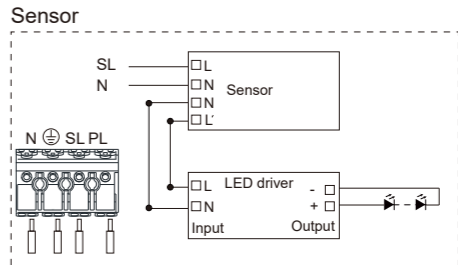 Sensor
SL
N
L
N
N
L'
Sensor
N SL PL
L
N
LED driver
-
+
Input
Output